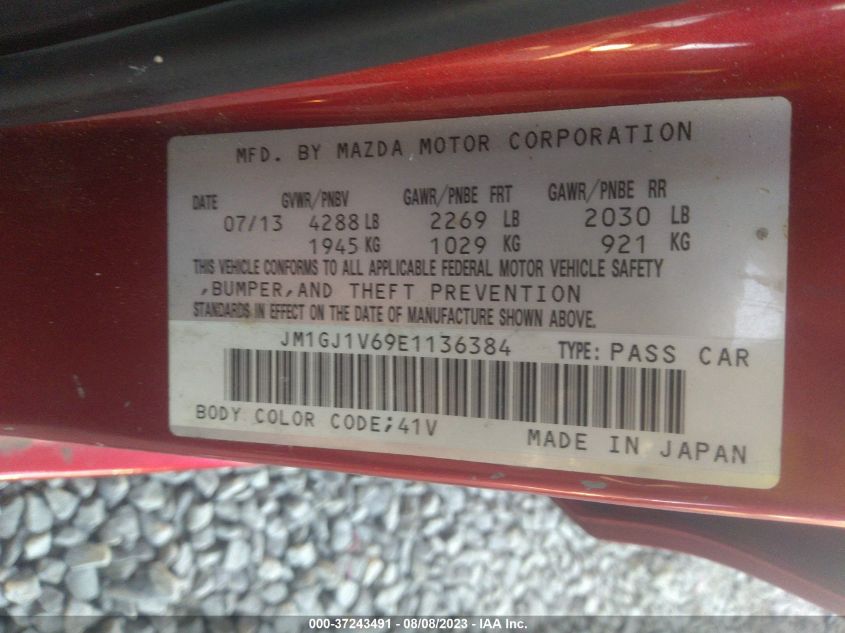 MFD. BY MAZDA MOTOR CORPORATION
DATE GVWR/PNBV GAWR/PNBE FRT GAWR/PNBE RR
07/13 4288 LB 2269 LB 2030 LB
1945 KG 1029 KG 921 KG
THIS VEHICLE CONFORMS TO ALL APPLICABLE FEDERAL MOTOR VEHICLE SAFETY
,BUMPER,AND THEFT PREVENTION
STANDARDS IN EFFECT ON THE DATE OF MANUFACTURE SHOWN ABOVE.
JM1GJ1V69E1136384 TYPE: PASS CAR
BODY COLOR CODE;41V
MADE IN JAPAN
000-37243491 - 08/08/2023 - IAA Inc.